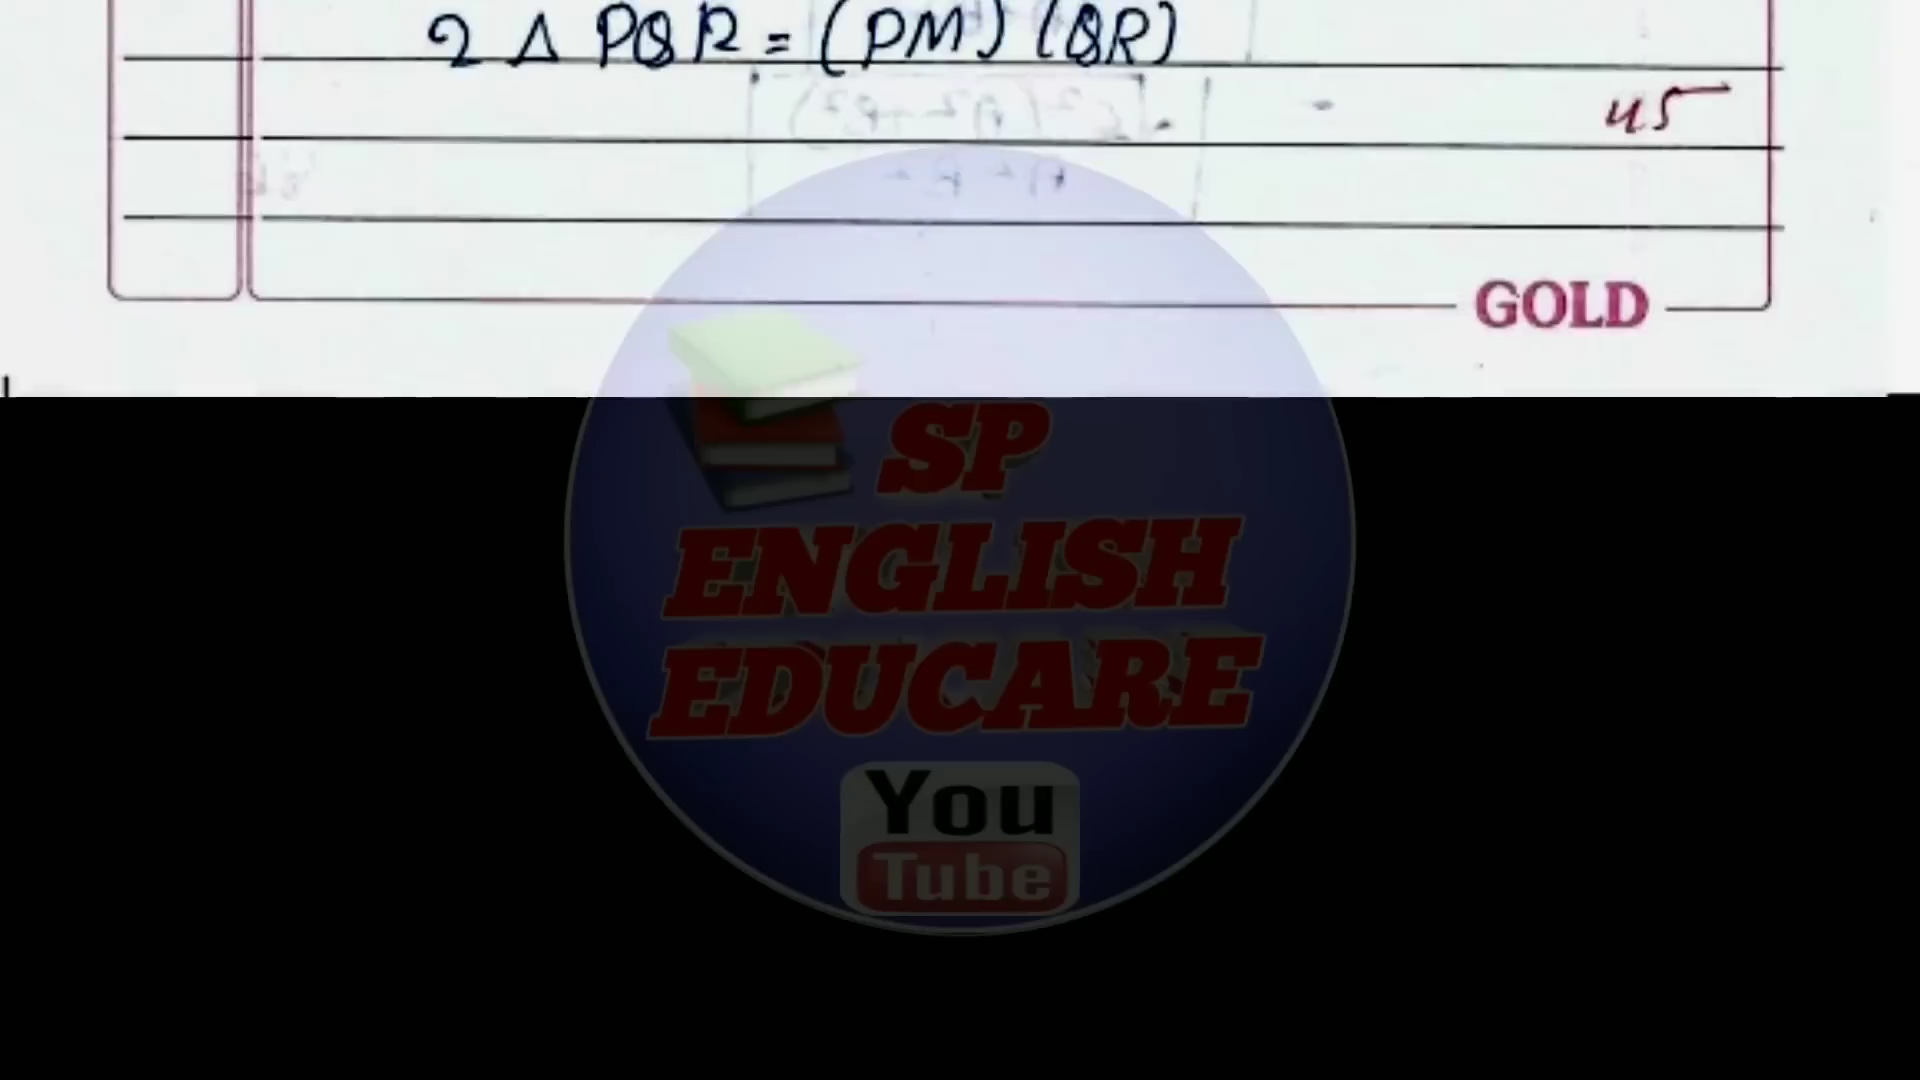 2 Δ PQR = (PM) (QR)
45
GOLD
SP
ENGLISH
EDUCARE
You
Tube